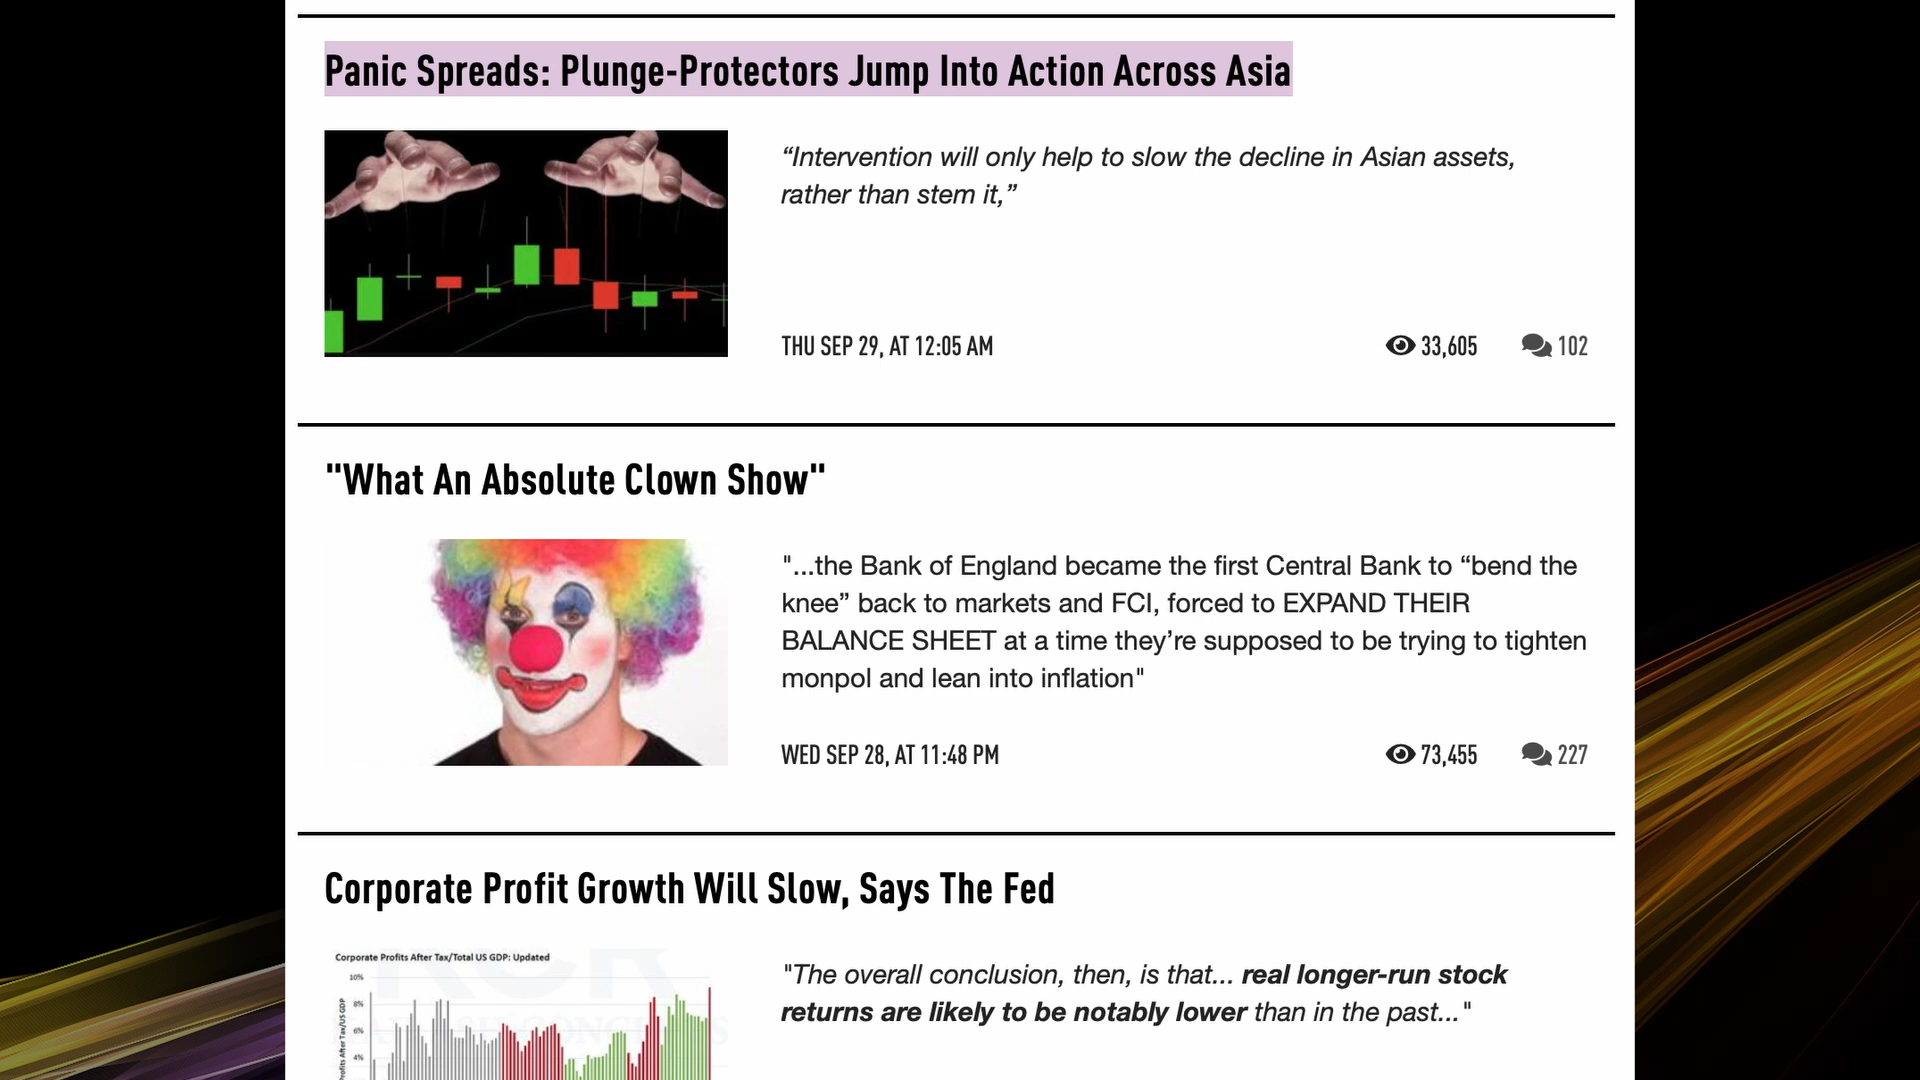 Panic Spreads: Plunge-Protectors Jump Into Action Across Asia
“Intervention will only help to slow the decline in Asian assets,
rather than stem it,”
THU SEP 29, AT 12:05 AM
33,605
102
"What An Absolute Clown Show"
"...the Bank of England became the first Central Bank to “bend the
knee” back to markets and FCI, forced to EXPAND THEIR
BALANCE SHEET at a time they’re supposed to be trying to tighten
monpol and lean into inflation"
WED SEP 28, AT 11:48 PM
73,455
227
Corporate Profit Growth Will Slow, Says The Fed
Corporate Profits After Tax/Total US GDP: Updated
10%
8%
6%
4%
Profits After Tax/US GDP
"The overall conclusion, then, is that... real longer-run stock
returns are likely to be notably lower than in the past..."